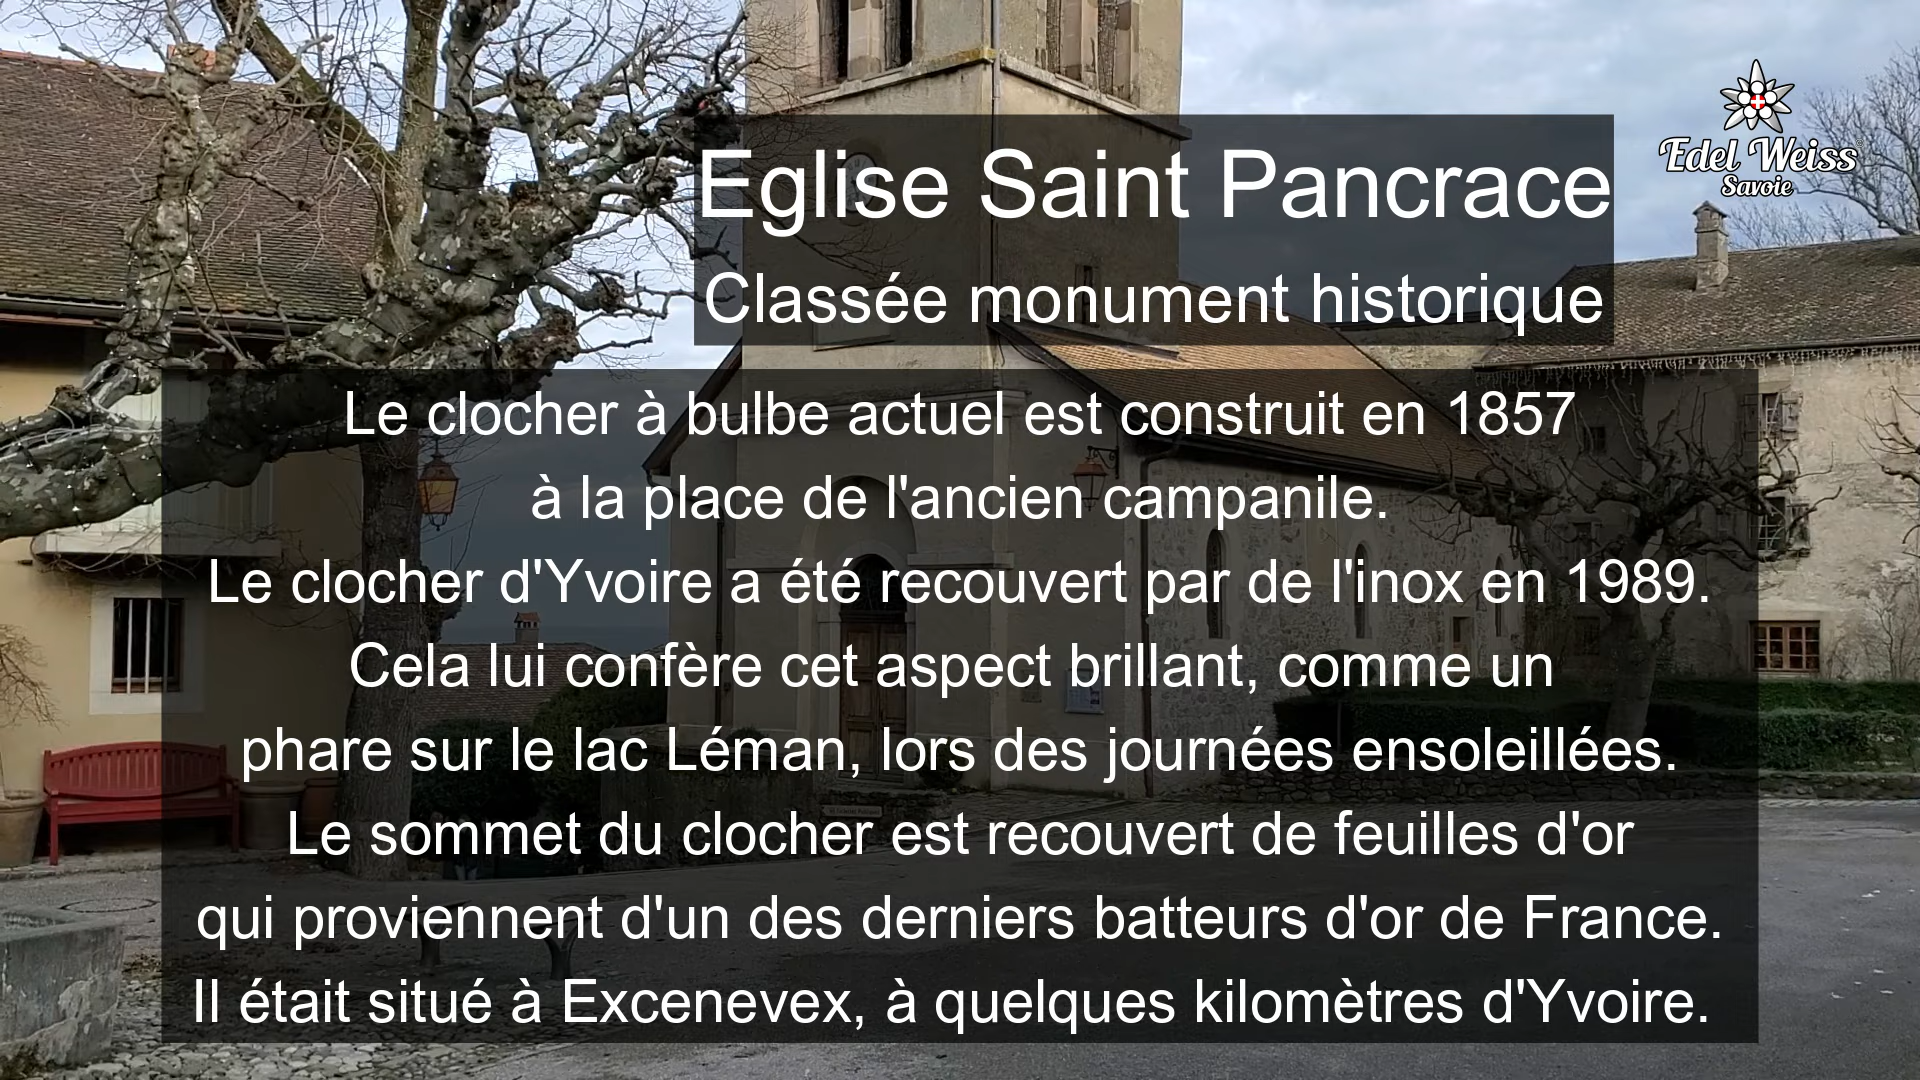 Eglise Saint Pancrace
Classée monument historique
Edel Weiss
Savoie
Le clocher à bulbe actuel est construit en 1857
à la place de l'ancien campanile.
Le clocher d'Yvoire a été recouvert par de l'inox en 1989.
Cela lui confère cet aspect brillant, comme un
phare sur le lac Léman, lors des journées ensoleillées.
Le sommet du clocher est recouvert de feuilles d'or
qui proviennent d'un des derniers batteurs d'or de France.
Il était situé à Excenevex, à quelques kilomètres d'Yvoire.